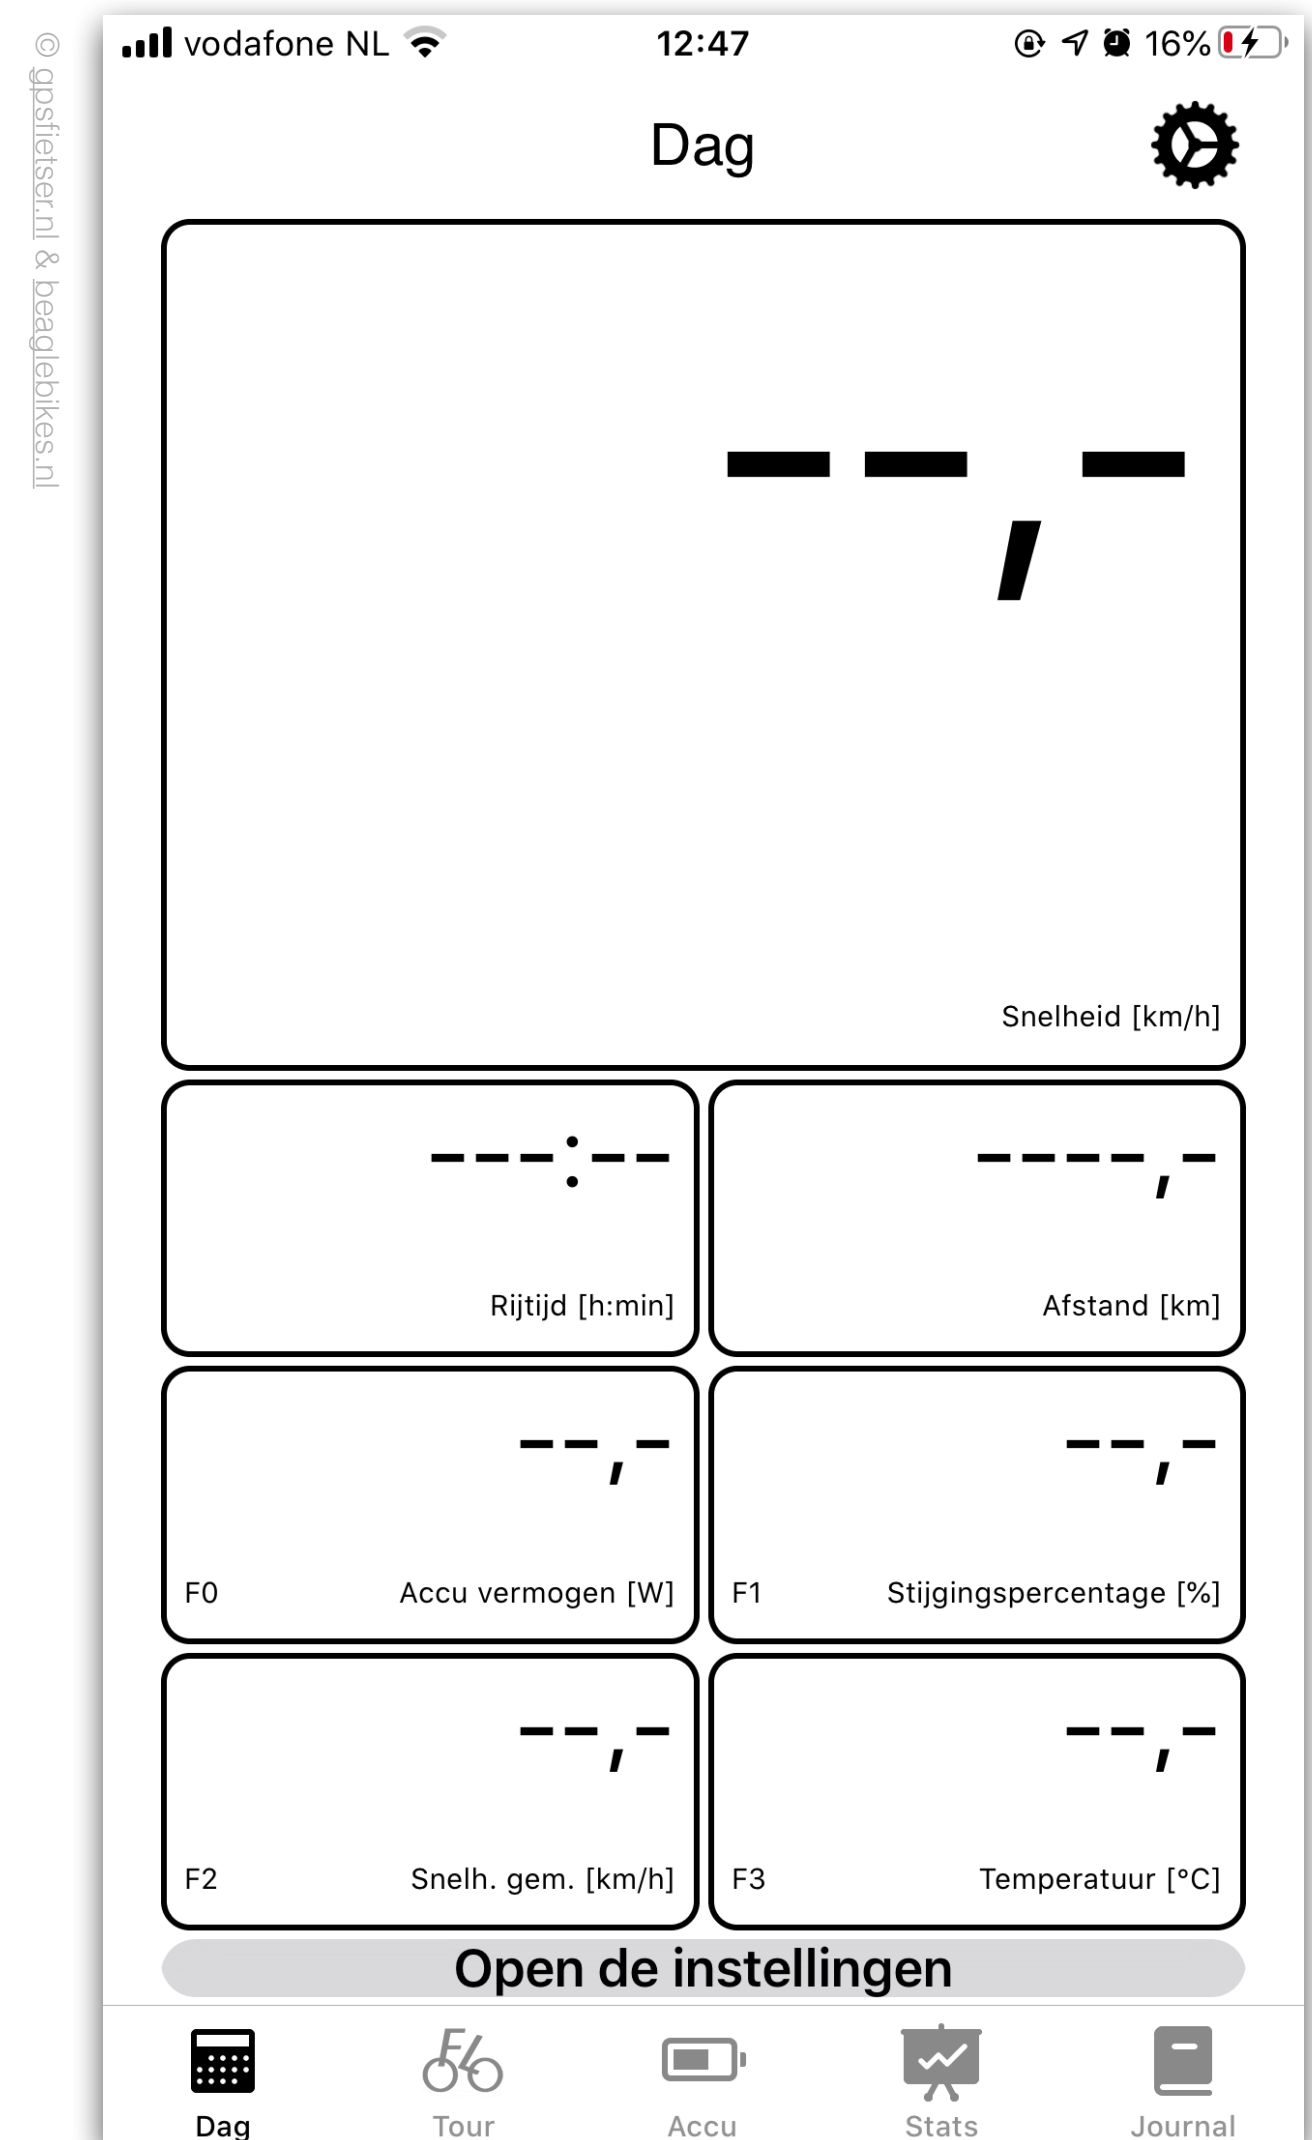 © gpsfietser.nl & beaglebikes.nl
vodafone NL 12:47 16%
Dag
--,-
Snelheid [km/h]
---:-- ----,-
Rijtijd [h:min] Afstand [km]
--,- --,-
F0 Accu vermogen [W] F1 Stijgingspercentage [%]
--,- --,-
F2 Snelh. gem. [km/h] F3 Temperatuur [°C]
Open de instellingen
Dag Tour Accu Stats Journal